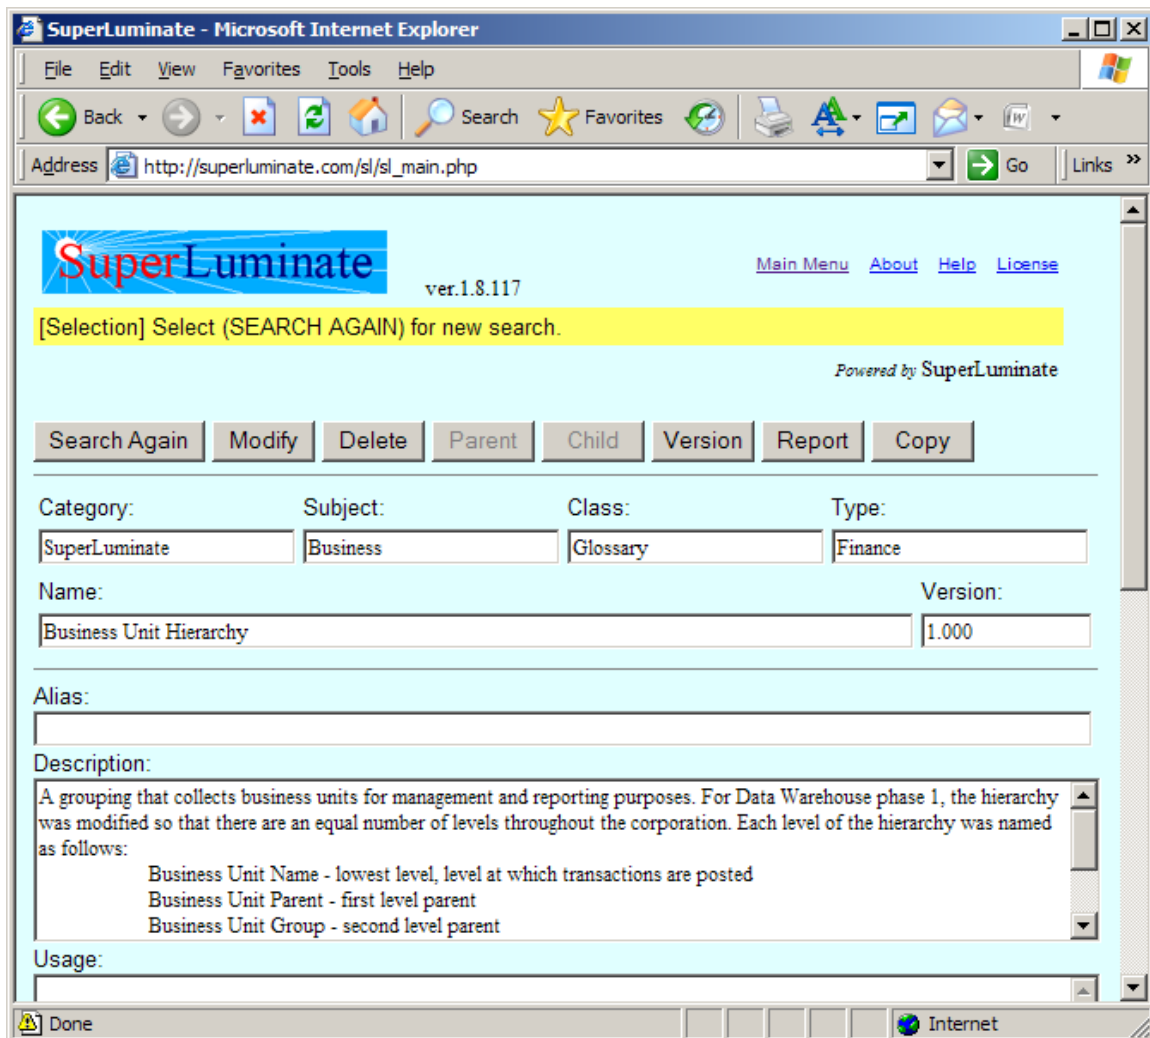 SuperLuminate - Microsoft Internet Explorer
File Edit View Favorites Tools Help
Back Search Favorites
Address http://superluminate.com/sl/sl_main.php Go Links »
SuperLuminate ver.1.8.117 Main Menu About Help License
[Selection] Select (SEARCH AGAIN) for new search.
Powered by SuperLuminate
Search Again Modify Delete Parent Child Version Report Copy
Category: Subject: Class: Type:
SuperLuminate Business Glossary Finance
Name: Version:
Business Unit Hierarchy 1.000
Alias:
Description:
A grouping that collects business units for management and reporting purposes. For Data Warehouse phase 1, the hierarchy
was modified so that there are an equal number of levels throughout the corporation. Each level of the hierarchy was named
as follows:
Business Unit Name - lowest level, level at which transactions are posted
Business Unit Parent - first level parent
Business Unit Group - second level parent
Usage:
Done Internet